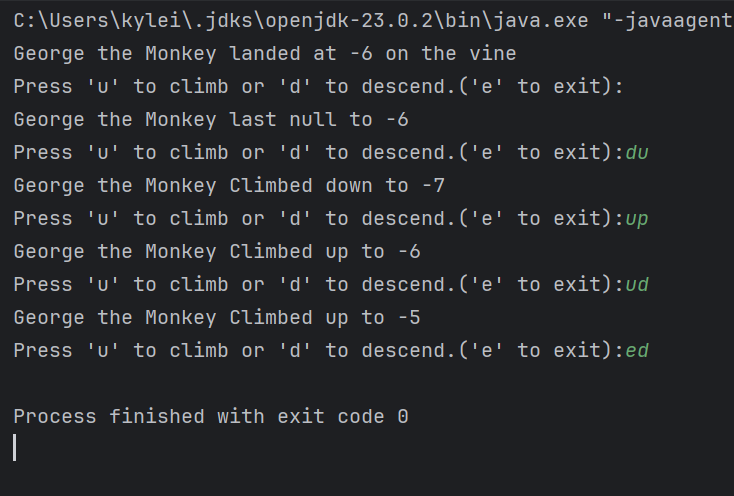 C:\Users\kylei\.jdks\openjdk-23.0.2\bin\java.exe "-javaagent
George the Monkey landed at -6 on the vine
Press 'u' to climb or 'd' to descend.('e' to exit):
George the Monkey last null to -6
Press 'u' to climb or 'd' to descend.('e' to exit):du
George the Monkey Climbed down to -7
Press 'u' to climb or 'd' to descend.('e' to exit):up
George the Monkey Climbed up to -6
Press 'u' to climb or 'd' to descend.('e' to exit):ud
George the Monkey Climbed up to -5
Press 'u' to climb or 'd' to descend.('e' to exit):ed
Process finished with exit code 0